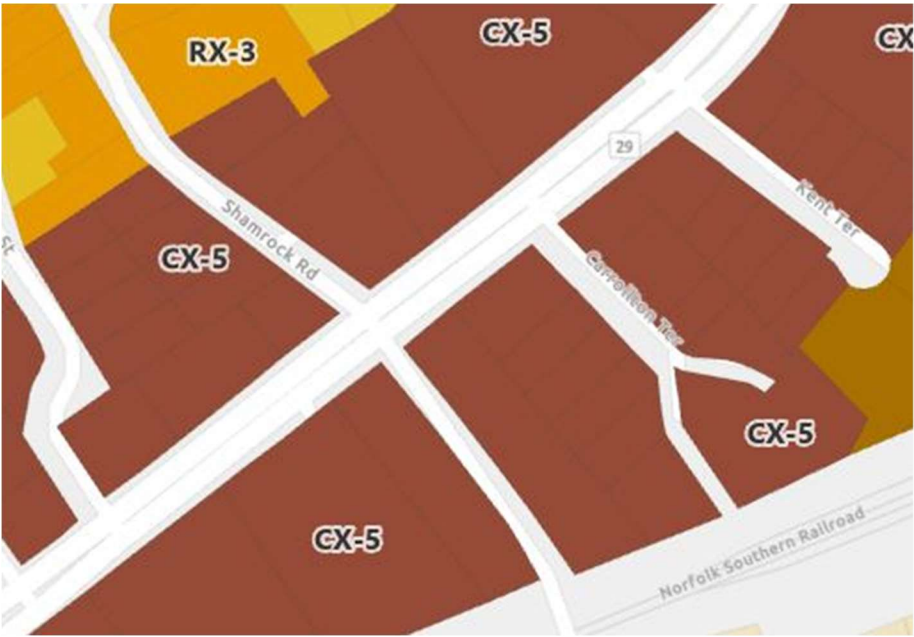 CX-5
CX
RX-3
29
Kent Ter
Shamrock Rd
St
CX-5
Carrollton Ter
CX-5
CX-5
Norfolk Southern Railroad